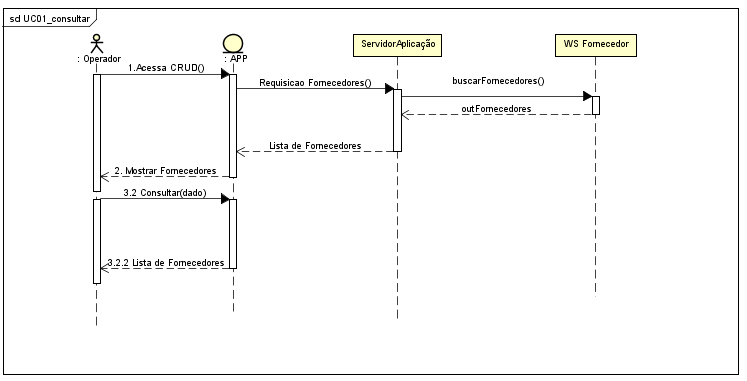 sd UC01_consultar
: Operador
: APP
ServidorAplicação
WS Fornecedor
1.Acessa CRUD()
Requisicao Fornecedores()
buscarFornecedores()
outFornecedores
Lista de Fornecedores
2. Mostrar Fornecedores
3.2 Consultar(dado)
3.2.2 Lista de Fornecedores